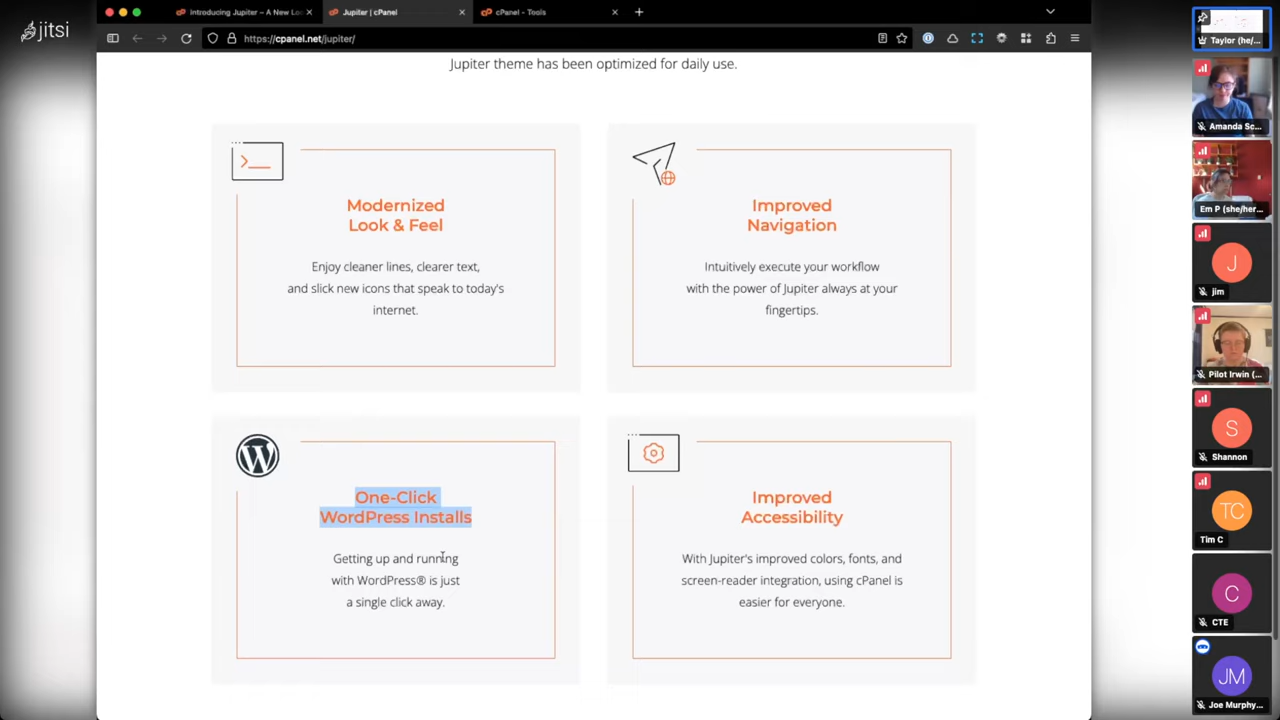 jitsi
Introducing Jupiter – A New Lo
Jupiter | cPanel
cPanel - Tools
https://cpanel.net/jupiter/
Jupiter theme has been optimized for daily use.
Modernized
Look & Feel
Enjoy cleaner lines, clearer text,
and slick new icons that speak to today's
internet.
Improved
Navigation
Intuitively execute your workflow
with the power of Jupiter always at your
fingertips.
One-Click
WordPress Installs
Getting up and running
with WordPress® is just
a single click away.
Improved
Accessibility
With Jupiter's improved colors, fonts, and
screen-reader integration, using cPanel is
easier for everyone.
Taylor (he/...
Amanda Sc...
Em P (she/her...
J
jim
Pilot Irwin (...
S
Shannon
TC
Tim C
C
CTE
JM
Joe Murphy...